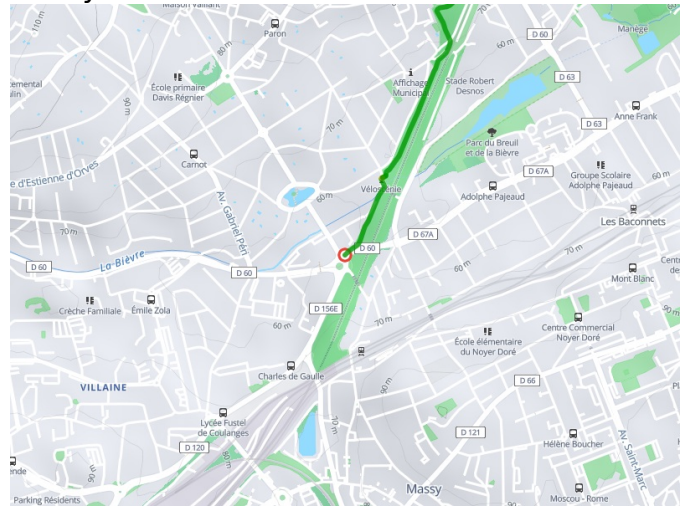 Maison Vaillant
Paron
D 60
Manège
110 m
80 m
École primaire
Davis Régnier
i
Affichage
Municipal
Stade Robert
Desnos
D 63
90 m
Anne Frank
D 63
Parc du Breuil
et de la Bièvre
Carnot
D 67A
Groupe Scolaire
Adolphe Pajeaud
e d'Estienne d'Orves
60 m
Vélosc
énie
Adolphe Pajeaud
70 m
Av. Gabriel Péri
Les Baconnets
D 67A
D 60
La Bièvre
D 60
D 60
60 m
Mont Blanc
Crèche Familiale
Émile Zola
D 156E
70 m
Centre Commercial
Noyer Doré
60 m
École élémentaire
du Noyer Doré
Charles de Gaulle
90 m
D 66
VILLAINE
Lycée Fustel
de Coulanges
70 m
D 121
D 120
Hélène Boucher
Av. Saint-Marc
90 m
Massy
Parking Résidents
Moscou - Rome
70 m